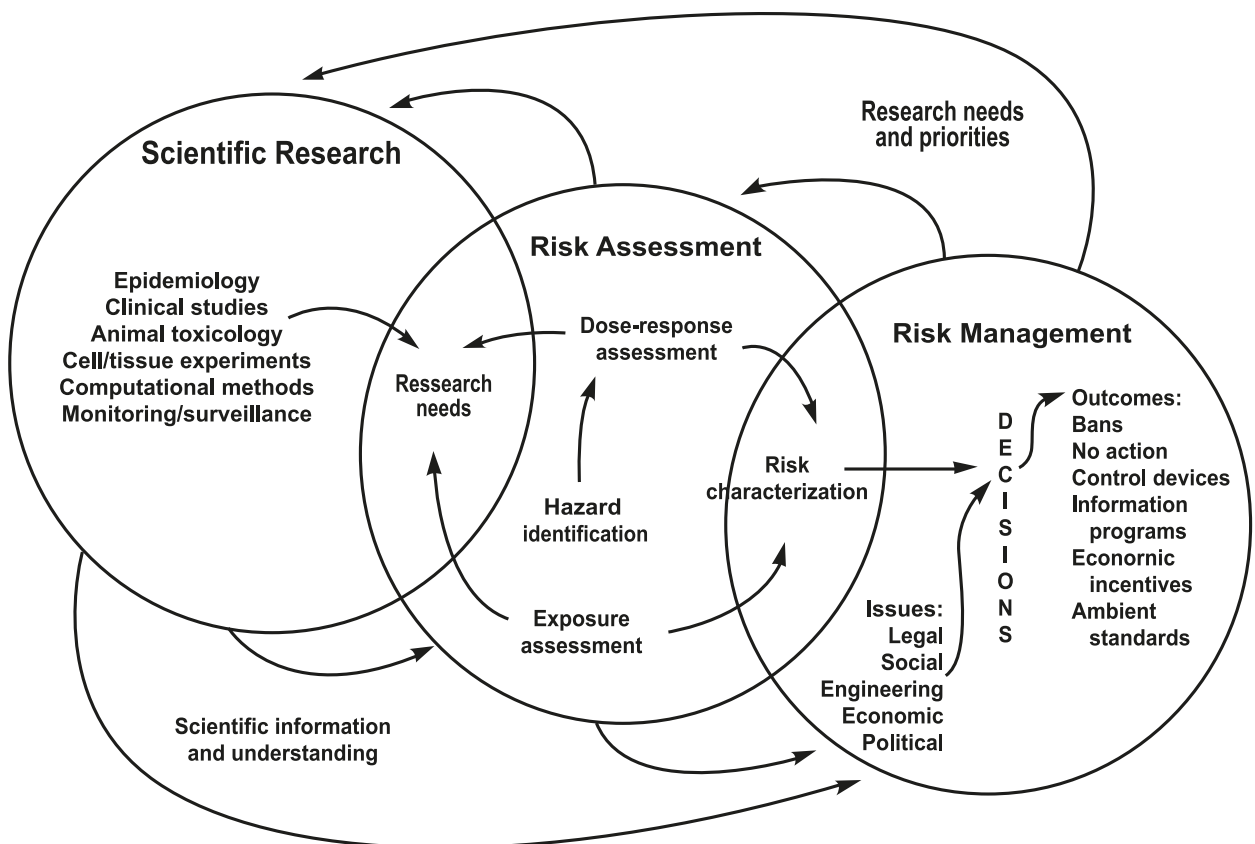 Research needs
and priorities
Scientific Research
Epidemiology
Clinical studies
Animal toxicology
Cell/tissue experiments
Computational methods
Monitoring/surveillance
Ressearch
needs
Risk Assessment
Dose-response
assessment
Hazard
identification
Exposure
assessment
Risk
characterization
Risk Management
DECISIONS
Outcomes:
Bans
No action
Control devices
Information
programs
Econornic
incentives
Ambient
standards
Issues:
Legal
Social
Engineering
Economic
Political
Scientific information
and understanding